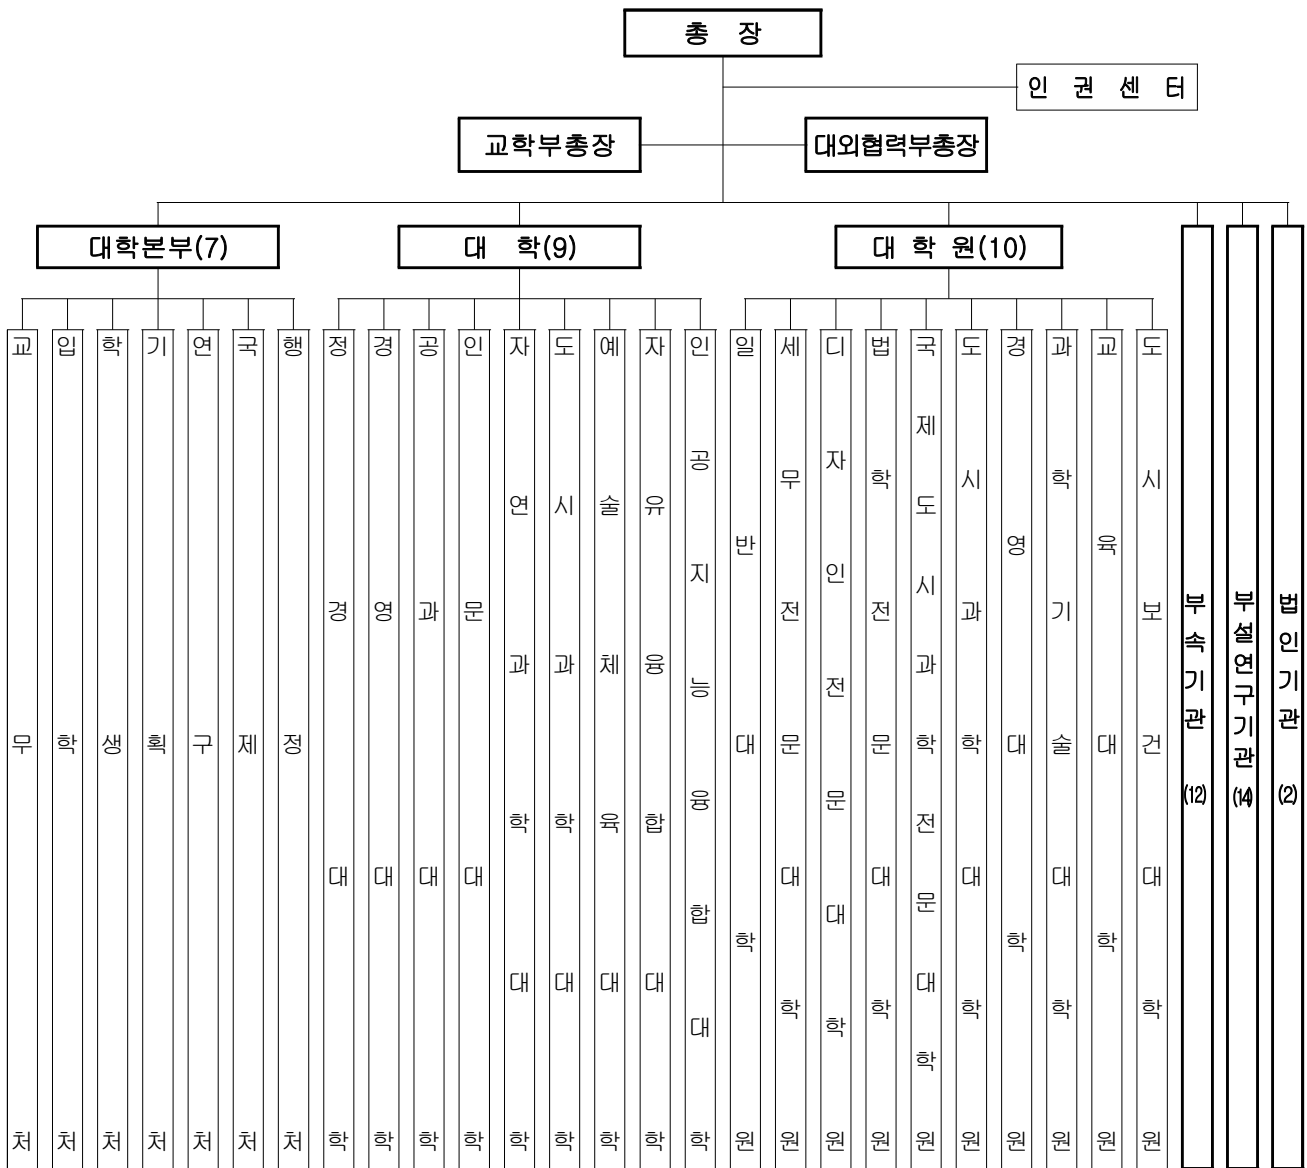 총 장
인 권 센 터
교학부총장
대외협력부총장
대학본부(7)
대 학(9)
대 학 원(10)
교무처
입학처
학생처
기획처
연구처
국제처
행정처
정경대학
경영대학
공과대학
인문대학
자연과학대학
도시과학대학
예술체육대학
자유융합대학
인공지능융합대학
일반대학원
세무전문대학원
디자인전문대학원
법학전문대학원
국제도시과학전문대학원
도시과학대학원
경영대학원
과학기술대학원
교육대학원
도시보건대학원
부속기관 (12)
부설연구기관 (14)
법인기관 (2)